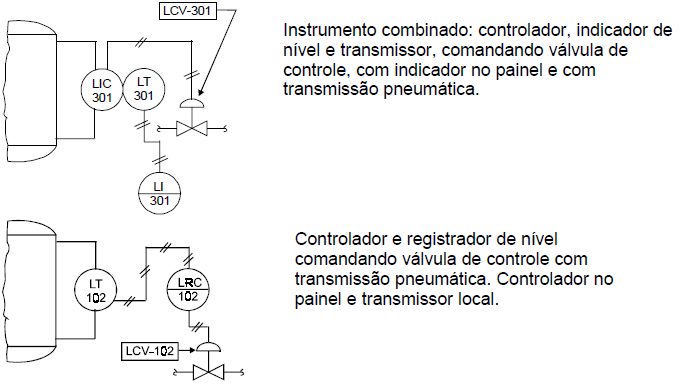 LCV-301
Instrumento combinado: controlador, indicador de
nível e transmissor, comandando válvula de
controle, com indicador no painel e com
transmissão pneumática.
LIC
301
LT
301
LI
301
Controlador e registrador de nível
comandando válvula de controle com
transmissão pneumática. Controlador no
painel e transmissor local.
LT
102
LRC
102
LCV-102